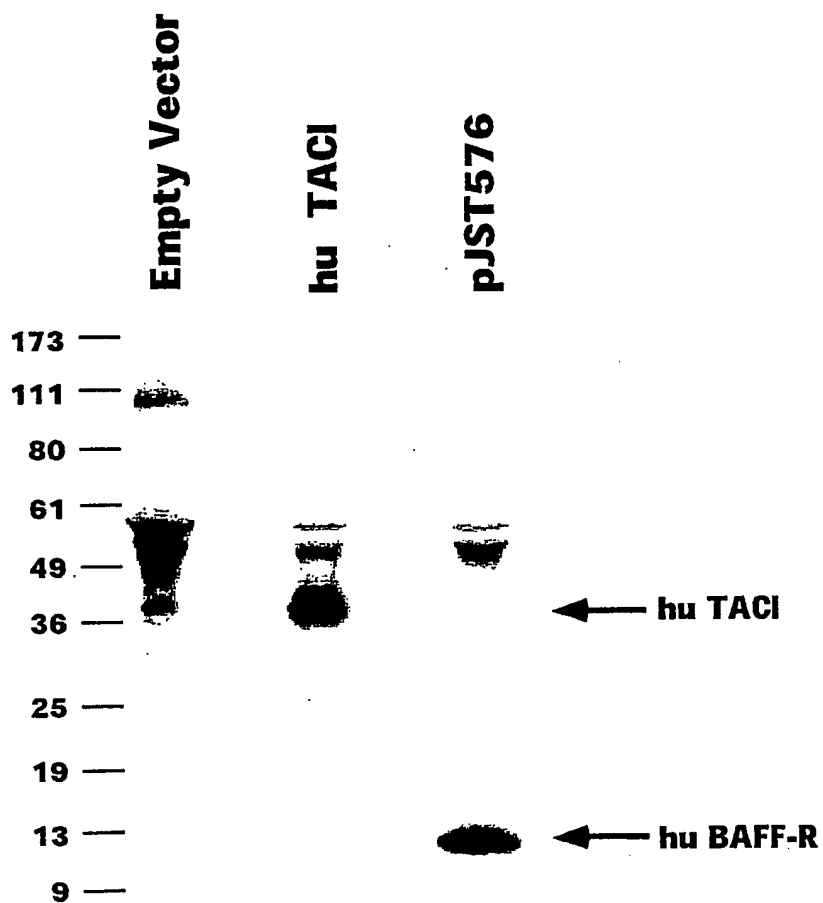 Empty Vector
hu TACI
pJST576
173
111
80
61
49
36
25
19
13
9
hu TACI
hu BAFF-R